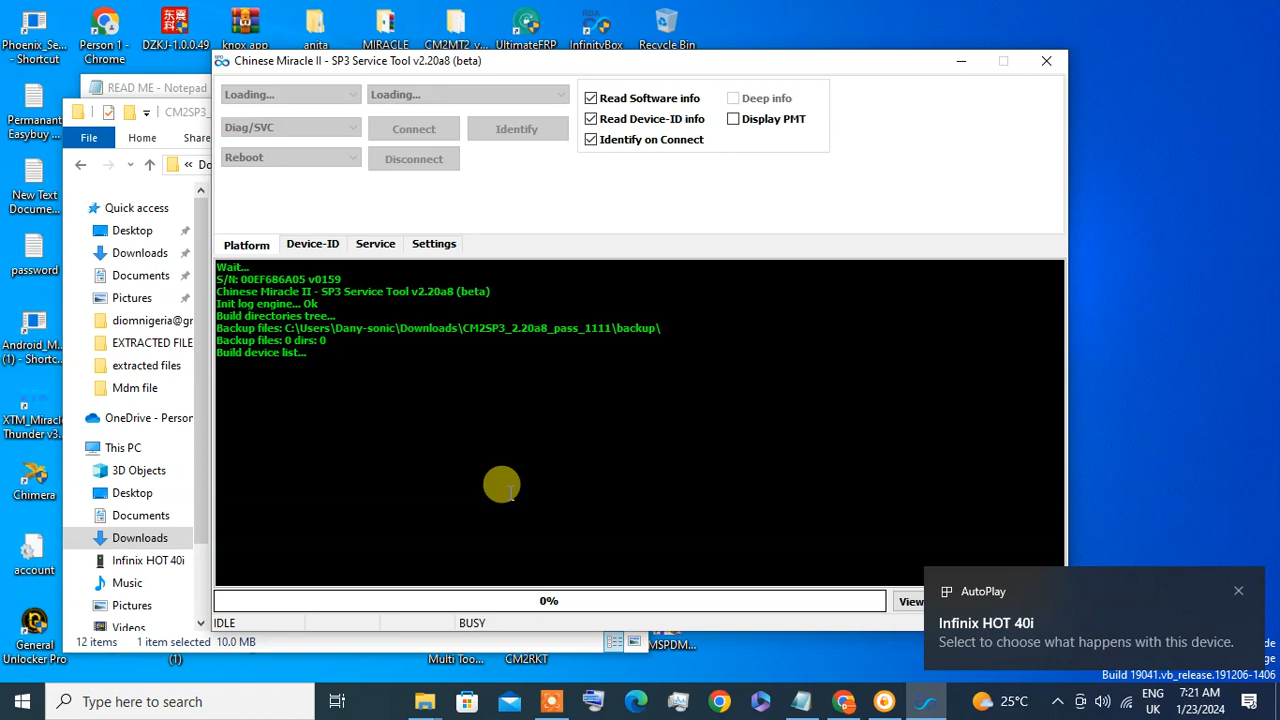 Phoenix_Se...
- Shortcut
Person 1 -
Chrome
DZKJ-1.0.0.49
knox app
anita
MIRACLE
CM2MT2_v...
UltimateFRP
InfinityBox
Recycle Bin
READ ME - Notepad
CM2SP3_
File
Home
Share
Do
Permanant
Easybuy ...
New Text
Docume...
password
Android_M...
(1) - Shortc...
XTM_Miracle
Thunder v3...
Chimera
account
General
Unlocker Pro
Quick access
Desktop
Downloads
Documents
Pictures
diomnigeria@gr
EXTRACTED FILE
extracted files
Mdm file
OneDrive - Person
This PC
3D Objects
Desktop
Documents
Downloads
Infinix HOT 40i
Music
Pictures
Videos
12 items
1 item selected
10.0 MB
(1)
Multi Too...
CM2RKT
MSPDM...
Chinese Miracle II - SP3 Service Tool v2.20a8 (beta)
Loading...
Loading...
Diag/SVC
Connect
Identify
Reboot
Disconnect
Read Software info
Deep info
Read Device-ID info
Display PMT
Identify on Connect
Platform
Device-ID
Service
Settings
Wait...
S/N: 00EF686A05 v0159
Chinese Miracle II - SP3 Service Tool v2.20a8 (beta)
Init log engine... Ok
Build directories tree...
Backup files: C:\Users\Dany-sonic\Downloads\CM2SP3_2.20a8_pass_1111\backup\
Backup files: 0 dirs: 0
Build device list...
0%
View
IDLE
BUSY
AutoPlay
Infinix HOT 40i
Select to choose what happens with this device.
Build 19041.vb_release.191206-1406
Type here to search
25°C
ENG
UK
7:21 AM
1/23/2024